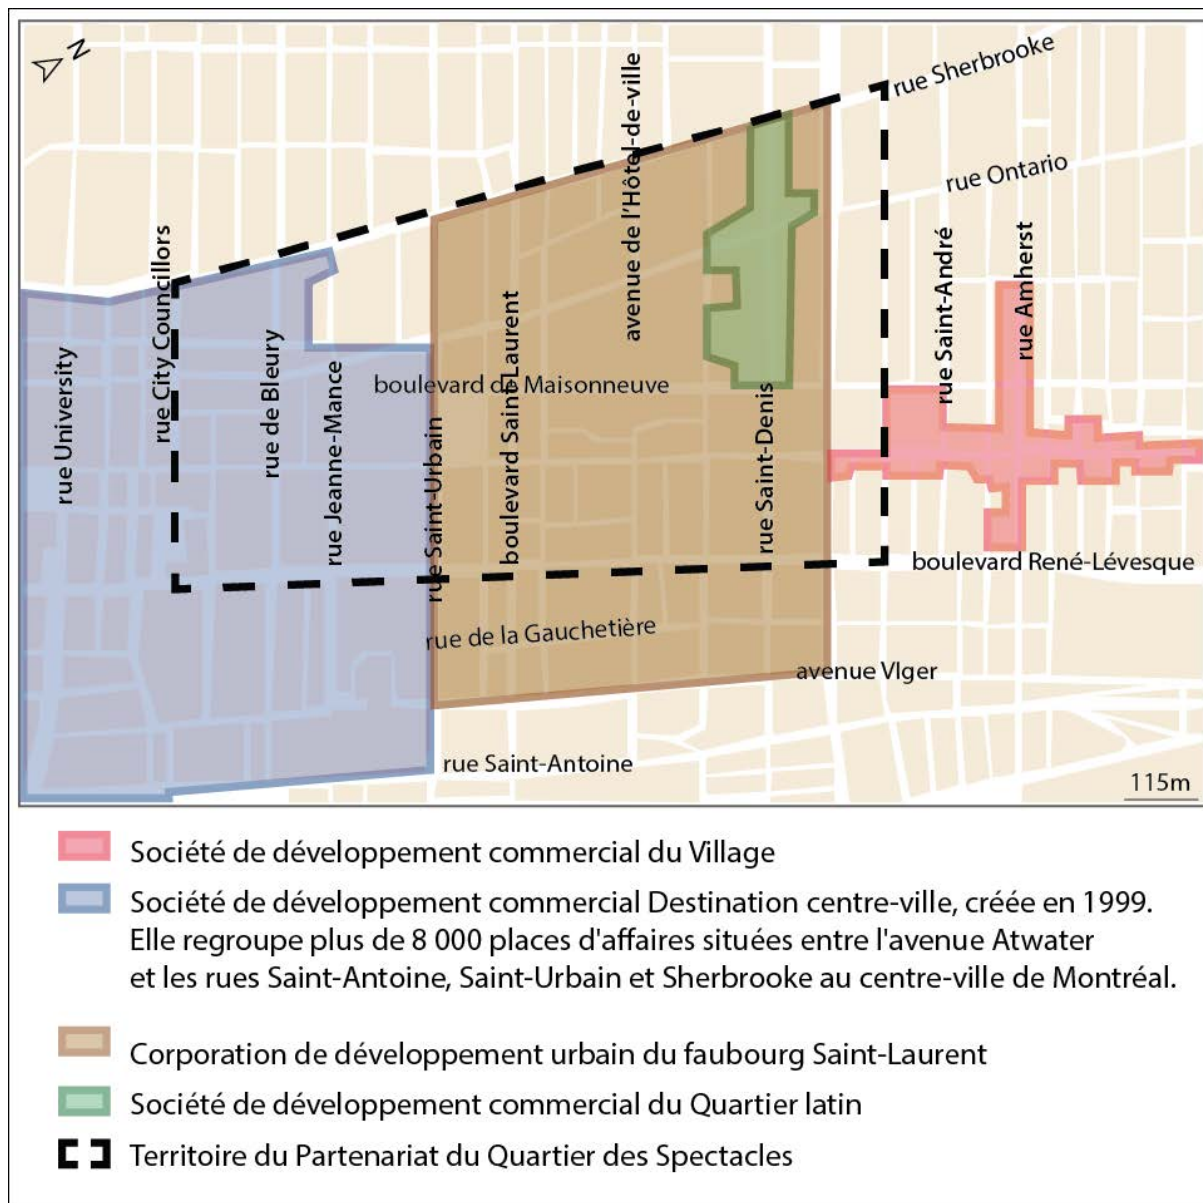 N
rue Sherbrooke
rue Ontario
avenue de l'Hôtel-de-ville
rue City Councillors
rue Saint-André
rue Amherst
rue University
rue de Bleury
rue Jeanne-Mance
boulevard de Maisonneuve
boulevard Saint-Laurent
rue Saint-Urbain
rue Saint-Denis
boulevard René-Lévesque
rue de la Gauchetière
avenue VIger
rue Saint-Antoine
115m
Société de développement commercial du Village
Société de développement commercial Destination centre-ville, créée en 1999.
Elle regroupe plus de 8 000 places d'affaires situées entre l'avenue Atwater
et les rues Saint-Antoine, Saint-Urbain et Sherbrooke au centre-ville de Montréal.
Corporation de développement urbain du faubourg Saint-Laurent
Société de développement commercial du Quartier latin
Territoire du Partenariat du Quartier des Spectacles